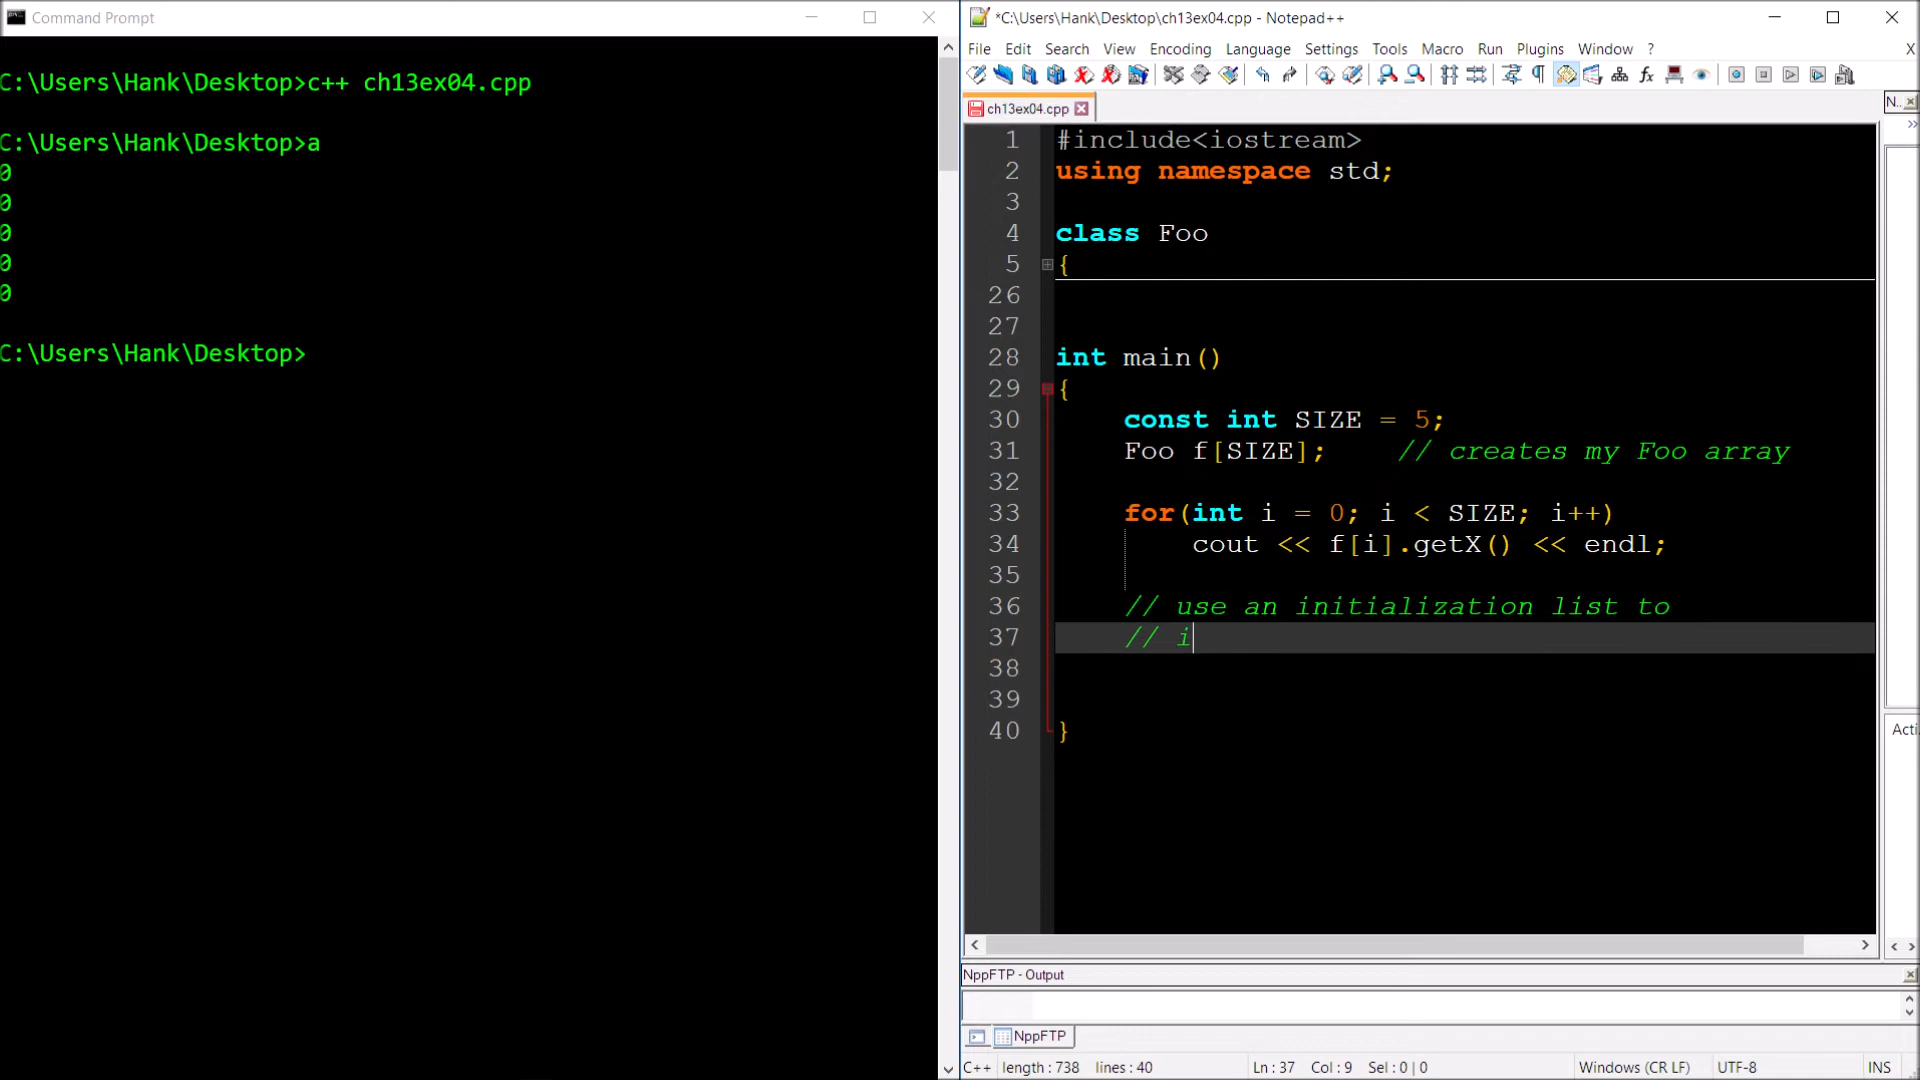 Command Prompt
C:\Users\Hank\Desktop>c++ ch13ex04.cpp
C:\Users\Hank\Desktop>a
0
0
0
0
0
C:\Users\Hank\Desktop>
*C:\Users\Hank\Desktop\ch13ex04.cpp - Notepad++
File Edit Search View Encoding Language Settings Tools Macro Run Plugins Window ? X
ch13ex04.cpp
N..
1 #include<iostream>
2 using namespace std;
3
4 class Foo
5 {
26
27
28 int main()
29 {
30 const int SIZE = 5;
31 Foo f[SIZE]; // creates my Foo array
32
33 for(int i = 0; i < SIZE; i++)
34 cout << f[i].getX() << endl;
35
36 // use an initialization list to
37 // i
38
39
40 }
Acti
NppFTP - Output
NppFTP
C++ length : 738 lines : 40 Ln : 37 Col : 9 Sel : 0 | 0 Windows (CR LF) UTF-8 INS